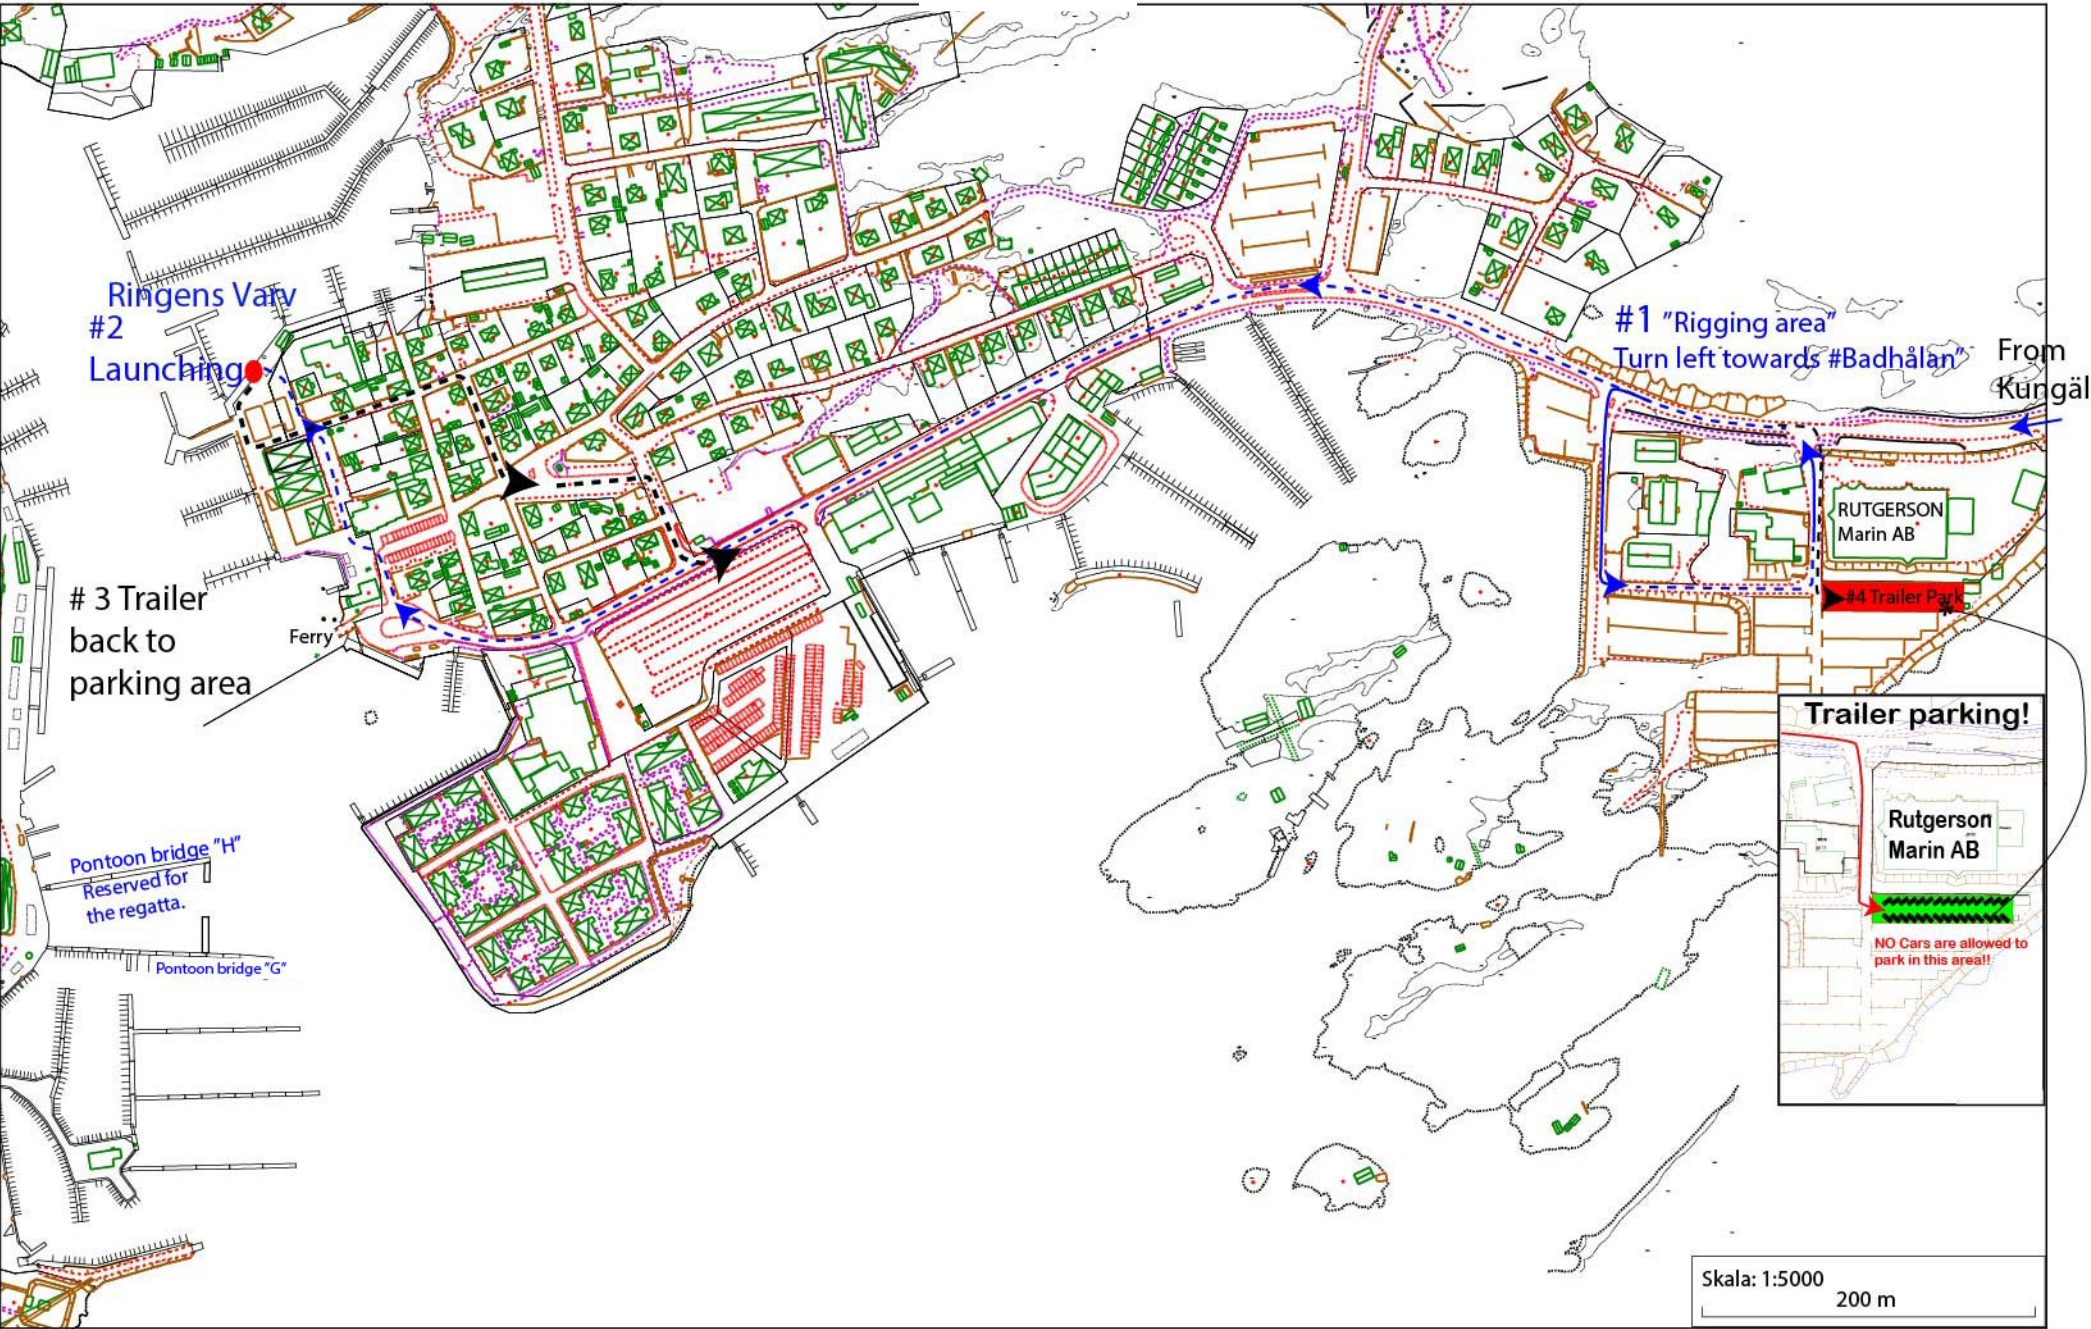 Ringens Varv
#2
Launching
#1 "Rigging area"
Turn left towards #Badhålan"
From
Kungäl
RUTGERSON
Marin AB
#4 Trailer Park
*
# 3 Trailer
back to
parking area
Ferry
Trailer parking!
Rutgerson
Marin AB
NO Cars are allowed to
park in this area!!
Pontoon bridge "H"
Reserved for
the regatta.
Pontoon bridge "G"
Skala: 1:5000
200 m